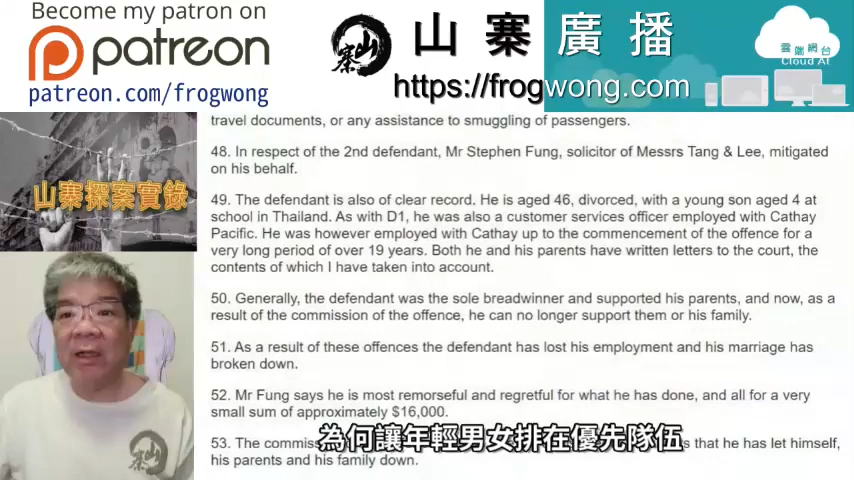 Become my patron on
patreon
patreon.com/frogwong
寨山
山寨廣播
https://frogwong.com
雲端網台
Cloud AI
山寨探案實錄
travel documents, or any assistance to smuggling of passengers.
48. In respect of the 2nd defendant, Mr Stephen Fung, solicitor of Messrs Tang & Lee, mitigated
on his behalf.
49. The defendant is also of clear record. He is aged 46, divorced, with a young son aged 4 at
school in Thailand. As with D1, he was also a customer services officer employed with Cathay
Pacific. He was however employed with Cathay up to the commencement of the offence for a
very long period of over 19 years. Both he and his parents have written letters to the court, the
contents of which I have taken into account.
50. Generally, the defendant was the sole breadwinner and supported his parents, and now, as a
result of the commission of the offence, he can no longer support them or his family.
51. As a result of these offences the defendant has lost his employment and his marriage has
broken down.
52. Mr Fung says he is most remorseful and regretful for what he has done, and all for a very
small sum of approximately $16,000.
53. The commis
s that he has let himself,
his parents and his family down.
為何讓年輕男女排在優先隊伍